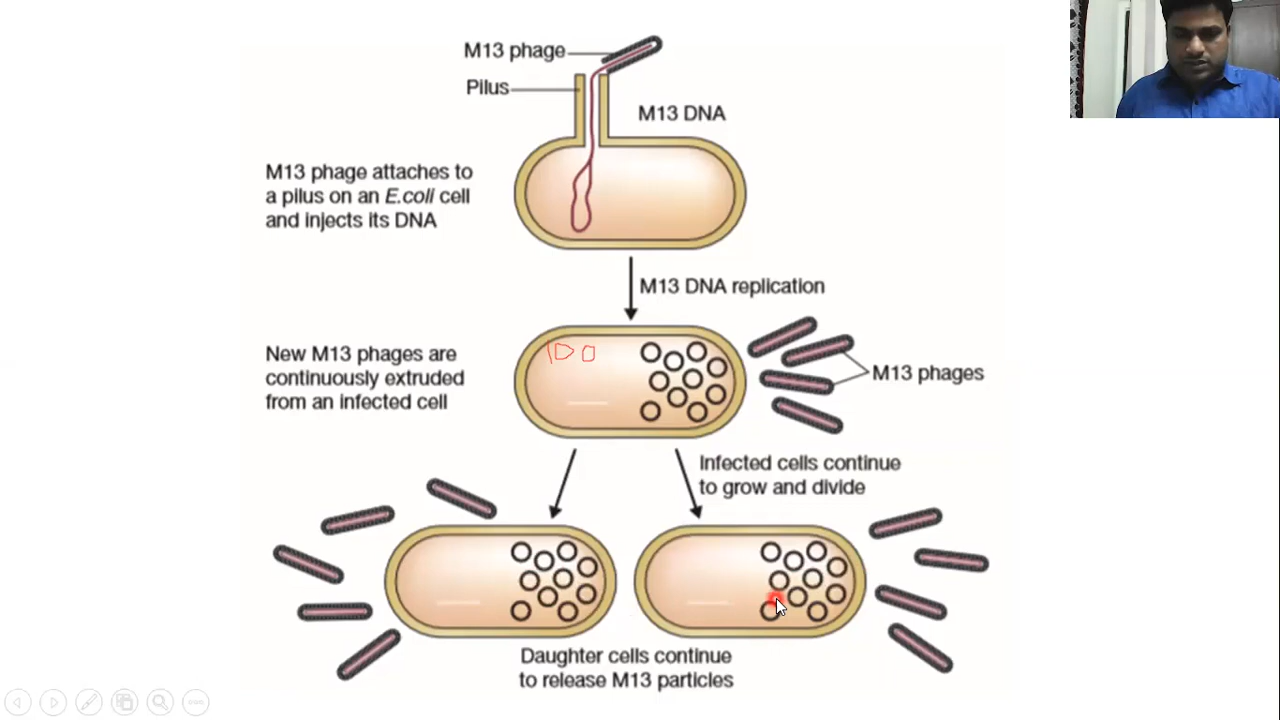 M13 phage
Pilus
M13 DNA
M13 phage attaches to
a pilus on an E.coli cell
and injects its DNA
M13 DNA replication
New M13 phages are
continuously extruded
from an infected cell
M13 phages
Infected cells continue
to grow and divide
Daughter cells continue
to release M13 particles